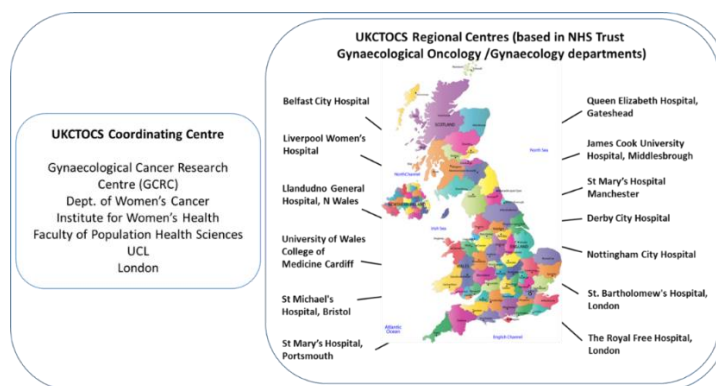 UKCTOCS Regional Centres (based in NHS Trust
Gynaecological Oncology /Gynaecology departments)
UKCTOCS Coordinating Centre
Gynaecological Cancer Research
Centre (GCRC)
Dept. of Women's Cancer
Institute for Women's Health
Faculty of Population Health Sciences
UCL
London
Belfast City Hospital
Liverpool Women's
Hospital
Llandudno General
Hospital, N Wales
University of Wales
College of
Medicine Cardiff
St Michael's
Hospital, Bristol
St Mary's Hospital,
Portsmouth
SCOTLAND
North Sea
North Channel
Irish Sea
ENGLAND
WALES
Atlantic
Ocean
English Channel
Queen Elizabeth Hospital,
Gateshead
James Cook University
Hospital, Middlesbrough
St Mary's Hospital
Manchester
Derby City Hospital
Nottingham City Hospital
St. Bartholomew's Hospital,
London
The Royal Free Hospital,
London